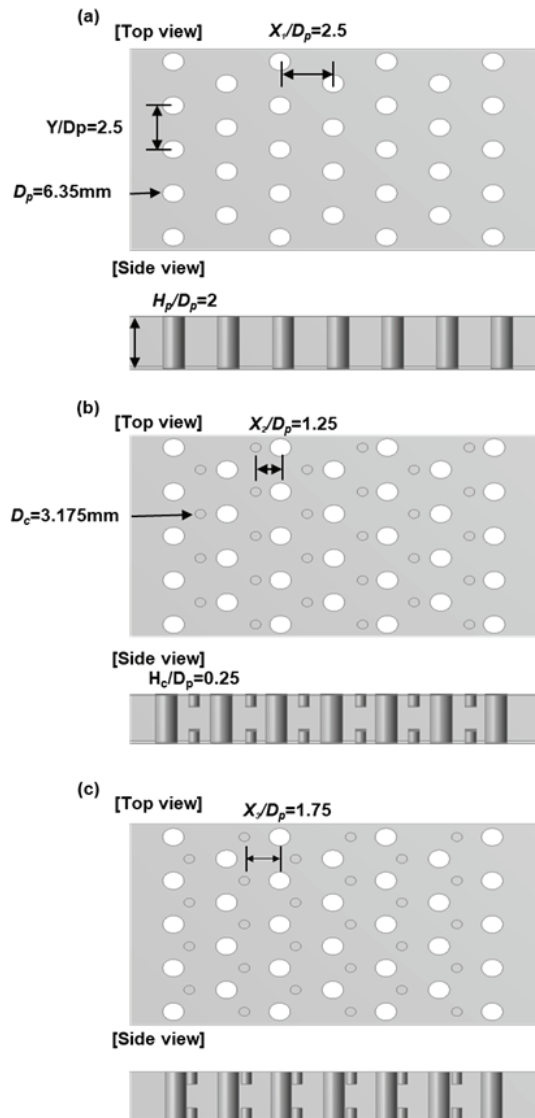 (a)
[Top view]
X₁/Dₚ=2.5
Y/Dp=2.5
Dₚ=6.35mm
[Side view]
Hₚ/Dₚ=2
(b)
[Top view]
X₂/Dₚ=1.25
D꜀=3.175mm
[Side view]
H꜀/Dₚ=0.25
(c)
[Top view]
X₃/Dₚ=1.75
[Side view]